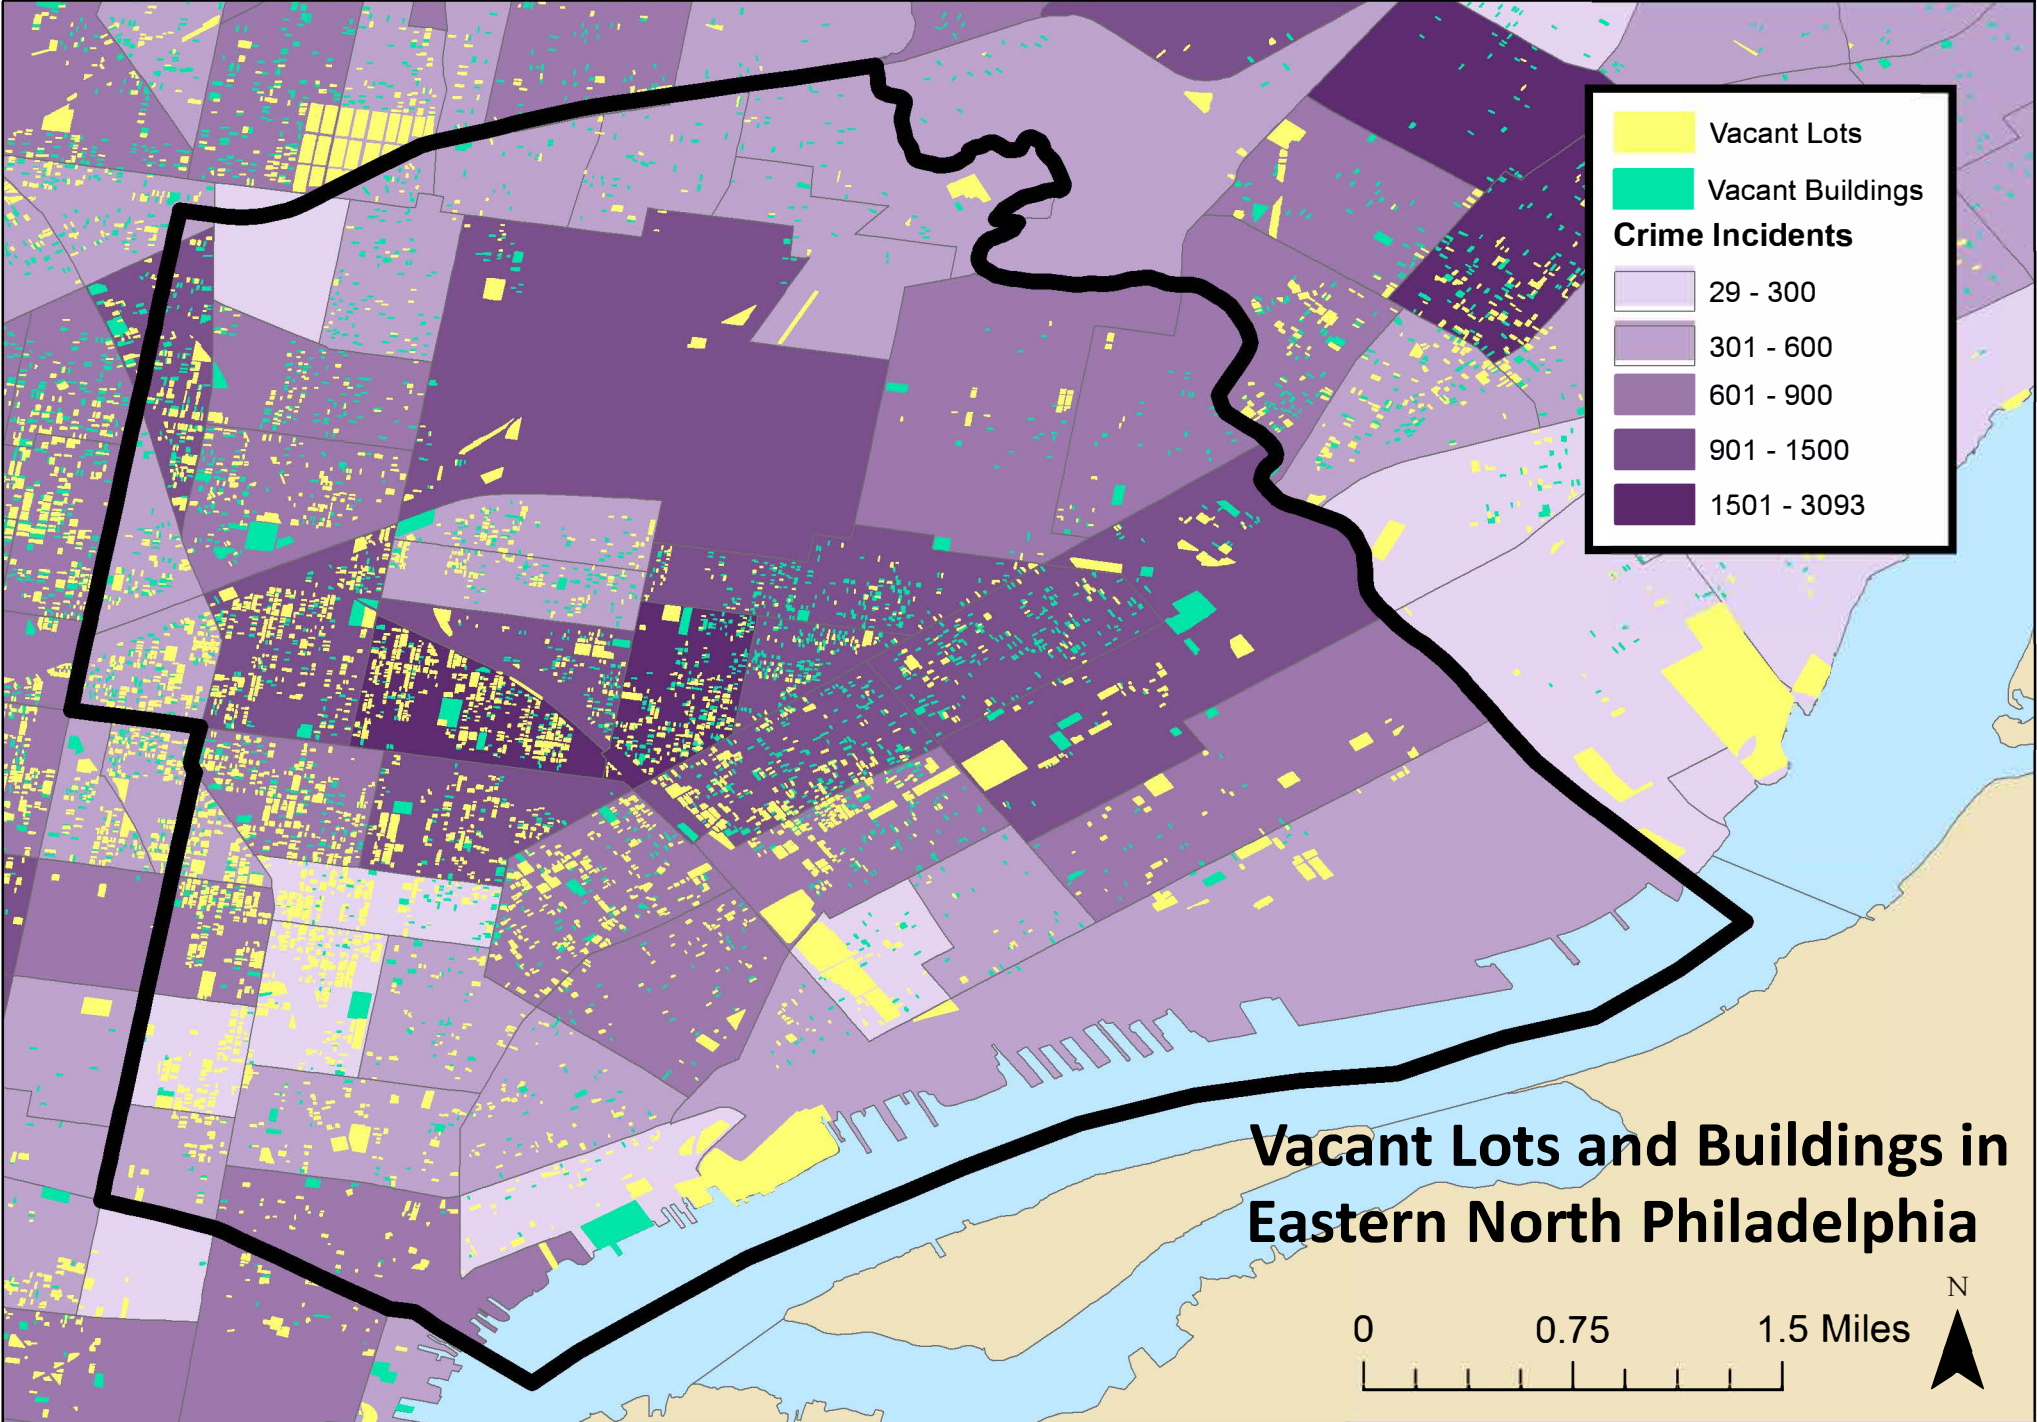 Vacant Lots
Vacant Buildings
Crime Incidents
29 - 300
301 - 600
601 - 900
901 - 1500
1501 - 3093
Vacant Lots and Buildings in
Eastern North Philadelphia
N
0 0.75 1.5 Miles